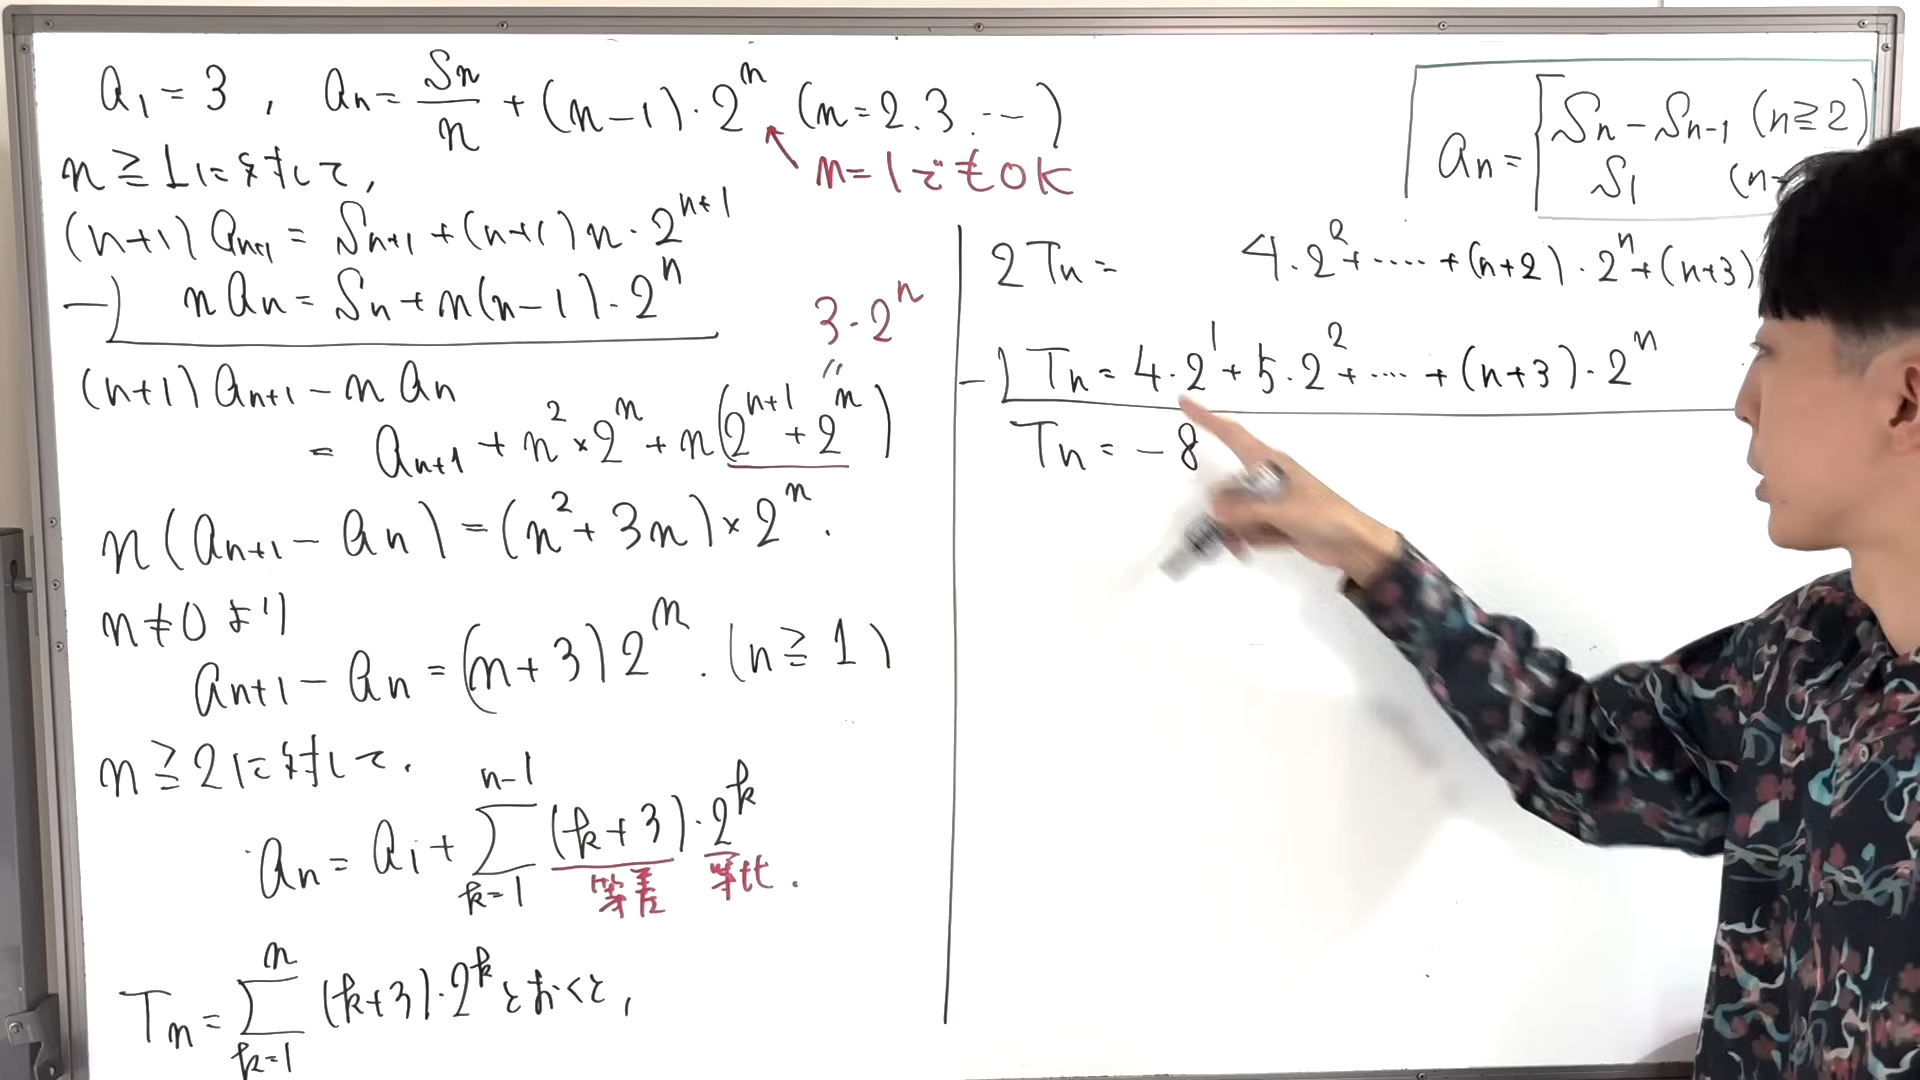 a₁ = 3 , aₙ = Sₙ/n + (n-1)・2ⁿ (n=2.3.…)
n=1でもOK
n≧1に対して,
(n+1)aₙ₊₁ = Sₙ₊₁ + (n+1)n・2ⁿ⁺¹
-) naₙ = Sₙ + n(n-1)・2ⁿ
3・2ⁿ
〃
(n+1)aₙ₊₁ - naₙ
= aₙ₊₁ + n²×2ⁿ + n(2ⁿ⁺¹+2ⁿ)
n(aₙ₊₁ - aₙ) = (n²+3n)×2ⁿ.
n≠0より
aₙ₊₁ - aₙ = (n+3)2ⁿ. (n≧1)
n≧2に対して.
aₙ = a₁ + Σ_{k=1}^{n-1} (k+3)・2^k
等差 等比.
Tₙ = Σ_{k=1}^{n} (k+3)・2^k とおくと,
aₙ = [Sₙ - Sₙ₋₁ (n≧2)
S₁ (n
2Tₙ = 4・2² + ‥‥ + (n+2)・2ⁿ + (n+3)
-) Tₙ = 4・2¹ + 5・2² + ‥‥ + (n+3)・2ⁿ
Tₙ = -8